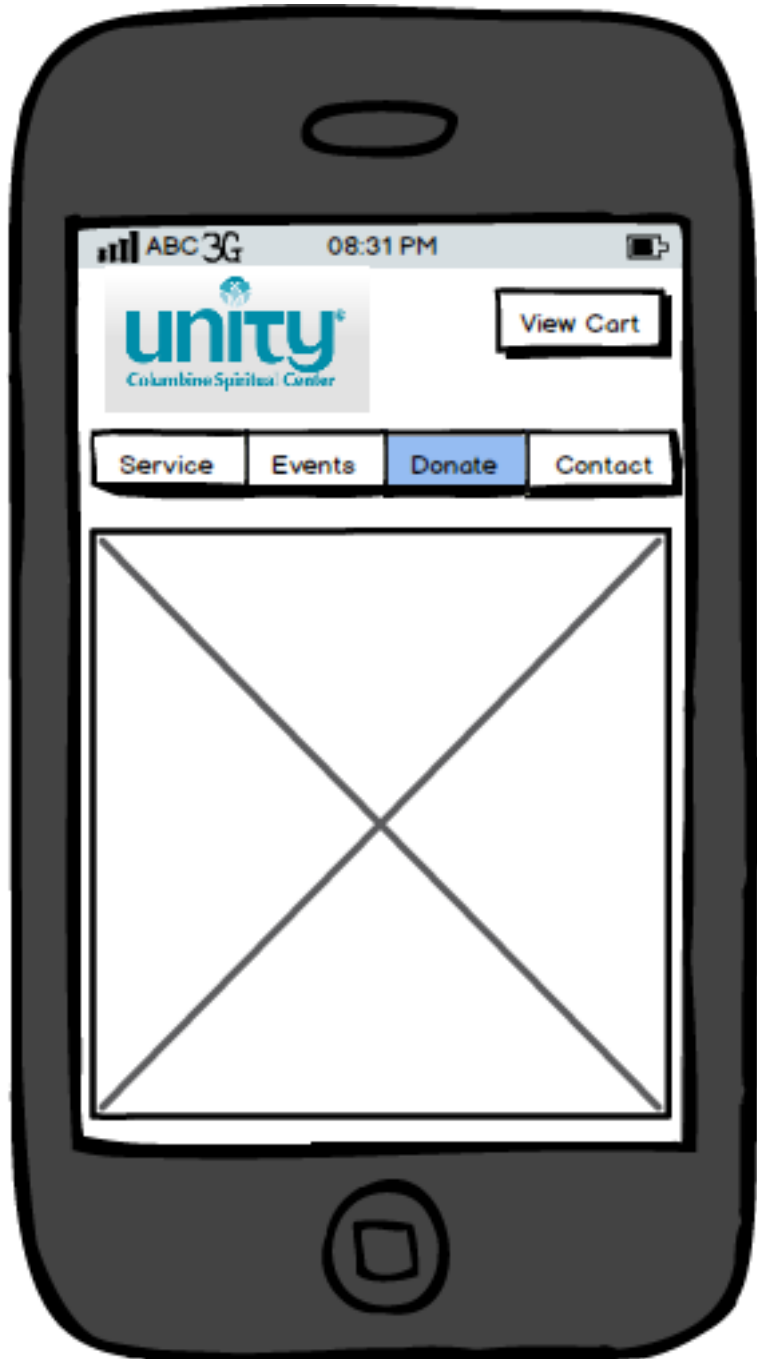 ABC 3G 08:31 PM
unity®
Columbine Spiritual Center
View Cart
Service Events Donate Contact